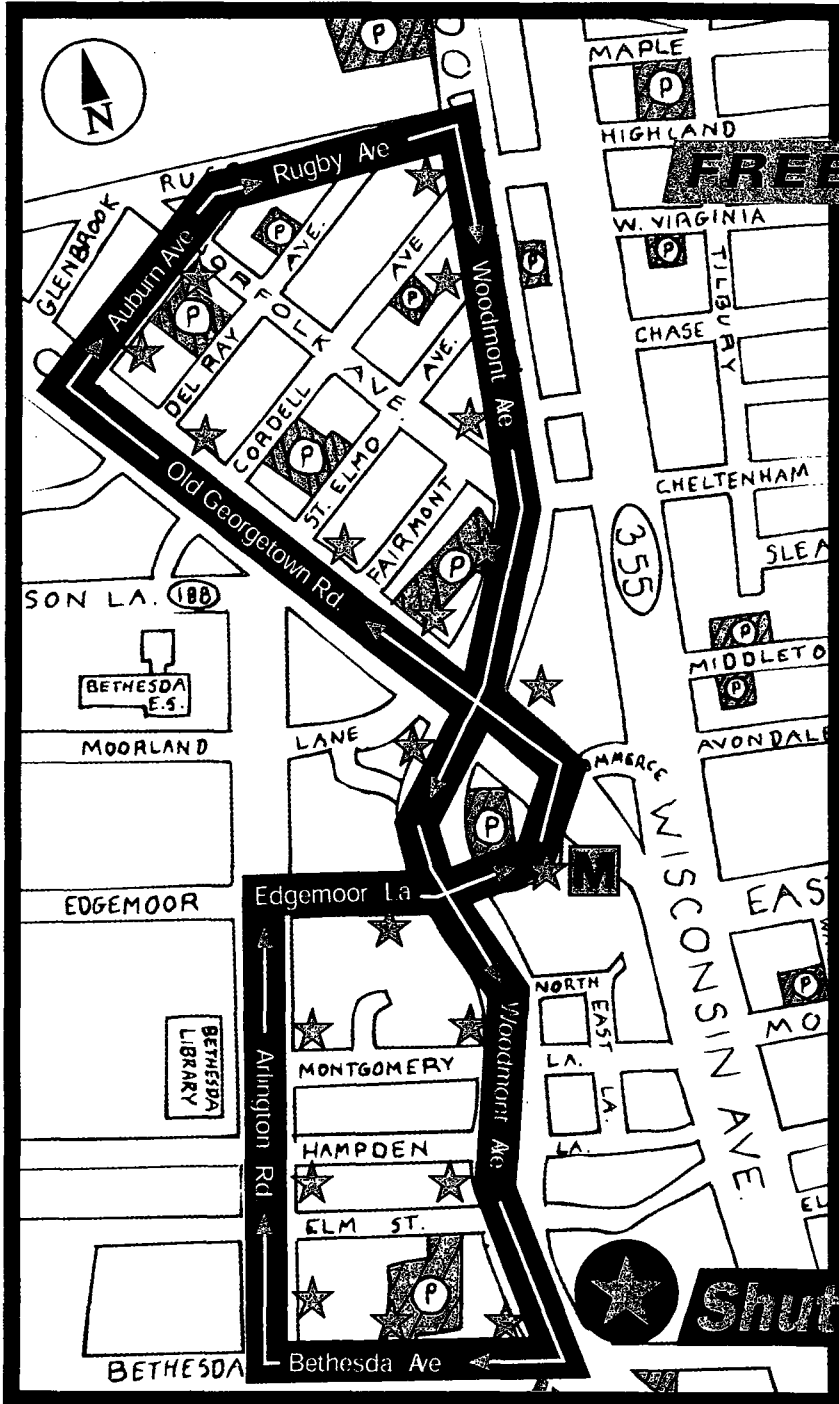 MAPLE
P
P
HIGHLAND
N
FREE
Rugby Ave
W. VIRGINIA
GLENBROOK
P
AVE.
P
P
TILBURY
Auburn Ave
NORFOLK AVE.
AVE
Woodmont Ave
CHASE
P
P
DEL RAY
AVE.
CORDELL
P
ST. ELMO
CHELTENHAM
Old Georgetown Rd.
FAIRMONT
355
P
SON LA. 188
P
MIDDLETO
P
BETHESDA
E.S.
MOORLAND LANE
AVONDALE
P
WISCONSIN AVE.
M
EDGEMOOR
Edgemoor La
EAS
P
NORTH
EAST LA.
MO
BETHESDA
LIBRARY
Arlington Rd
MONTGOMERY
LA.
Woodmont Ave
HAMPDEN
LA.
ELM ST.
EL
P
Shut
BETHESDA
Bethesda Ave